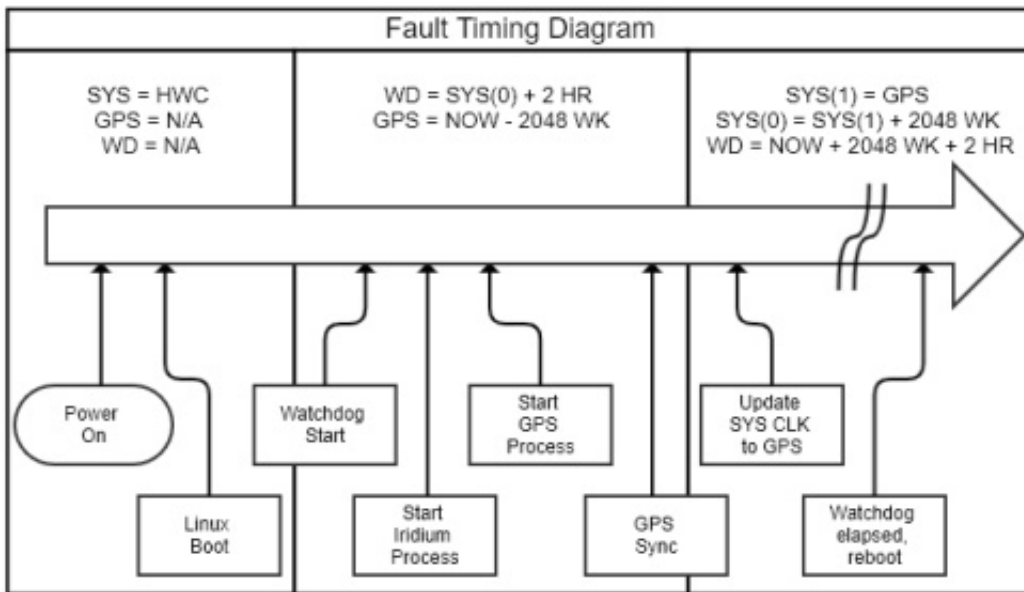 Fault Timing Diagram
SYS = HWC
GPS = N/A
WD = N/A
WD = SYS(0) + 2 HR
GPS = NOW - 2048 WK
SYS(1) = GPS
SYS(0) = SYS(1) + 2048 WK
WD = NOW + 2048 WK + 2 HR
Power
On
Watchdog
Start
Start
GPS
Process
Update
SYS CLK
to GPS
Linux
Boot
Start
Iridium
Process
GPS
Sync
Watchdog
elapsed,
reboot